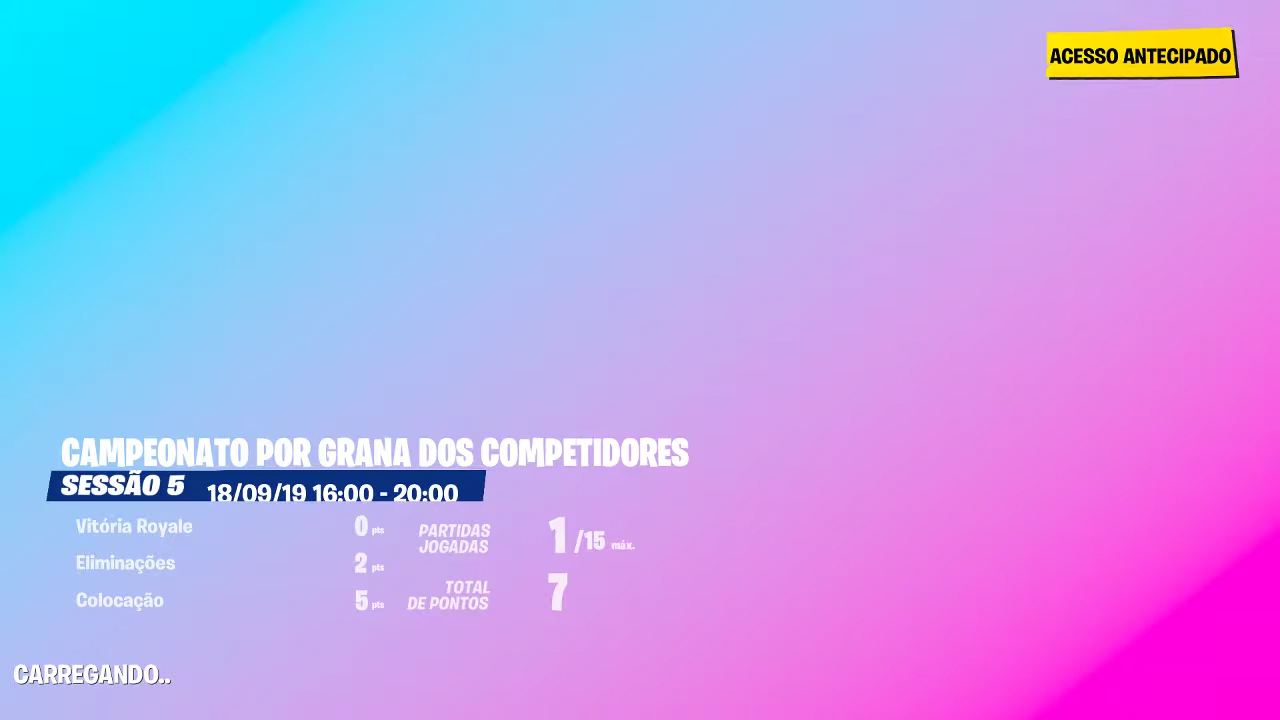 ACESSO ANTECIPADO
CAMPEONATO POR GRANA DOS COMPETIDORES
SESSÃO 5 18/09/19 16:00 - 20:00
Vitória Royale 0 pts
Eliminações 2 pts
Colocação 5 pts
PARTIDAS
JOGADAS
1 /15 máx.
TOTAL
DE PONTOS
7
CARREGANDO..